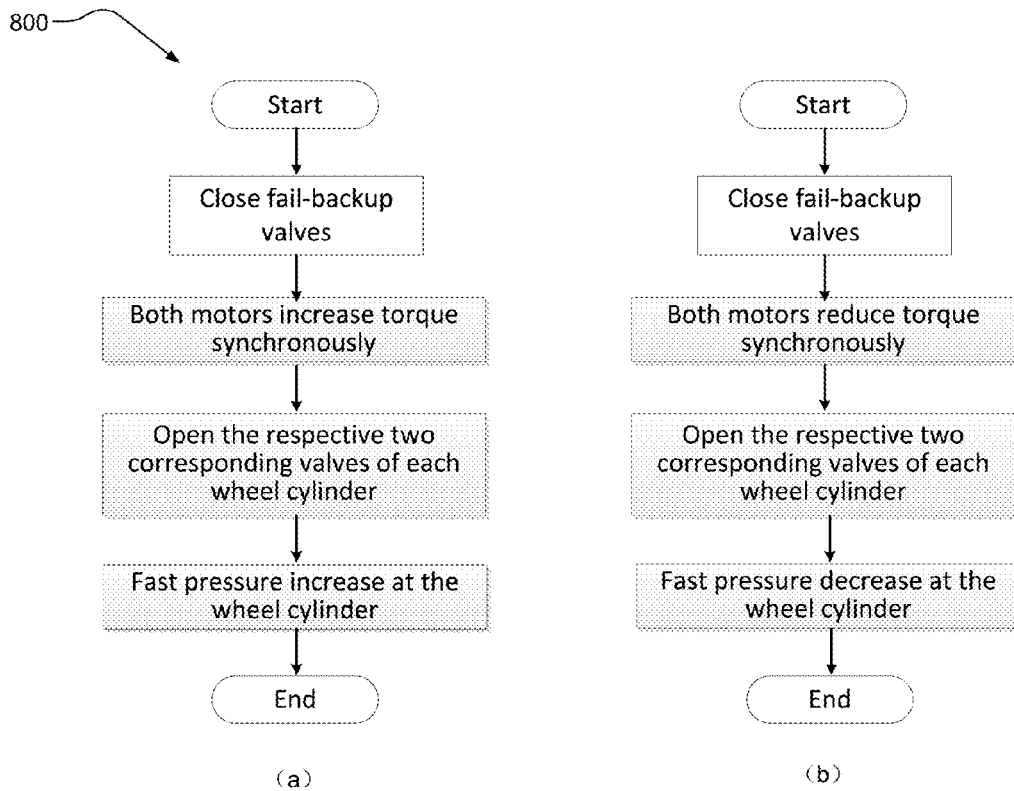 800
Start
Close fail-backup
valves
Both motors increase torque
synchronously
Open the respective two
corresponding valves of each
wheel cylinder
Fast pressure increase at the
wheel cylinder
End
(a)
Start
Close fail-backup
valves
Both motors reduce torque
synchronously
Open the respective two
corresponding valves of each
wheel cylinder
Fast pressure decrease at the
wheel cylinder
End
(b)